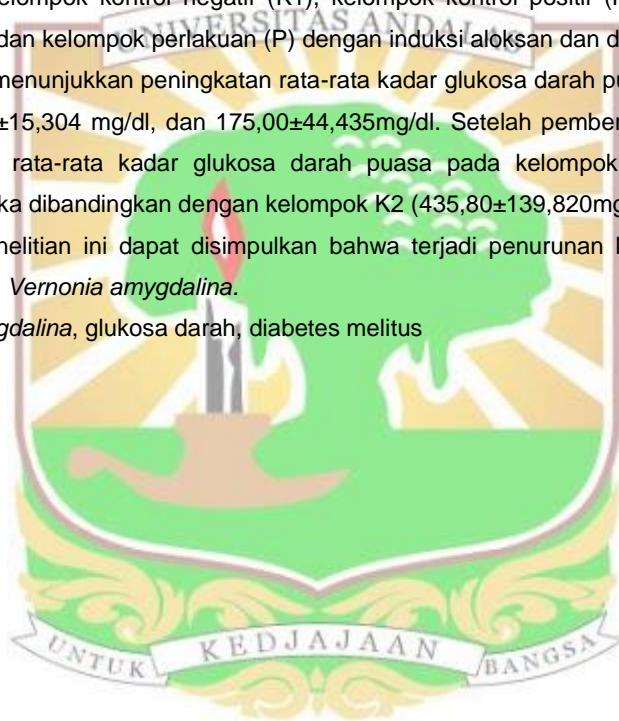 elompok kontrol negatif (K1), kelompok kontrol positif (
UNIVERSITAS ANDALAS
dan kelompok perlakuan (P) dengan induksi aloksan dan d
menunjukkan peningkatan rata-rata kadar glukosa darah pu
±15,304 mg/dl, dan 175,00±44,435mg/dl. Setelah pember
rata-rata kadar glukosa darah puasa pada kelompok
ka dibandingkan dengan kelompok K2 (435,80±139,820mg
nelitian ini dapat disimpulkan bahwa terjadi penurunan
Vernonia amygdalina.
gdalina, glukosa darah, diabetes melitus
UNTUK KEDJAJAAN BANGSA